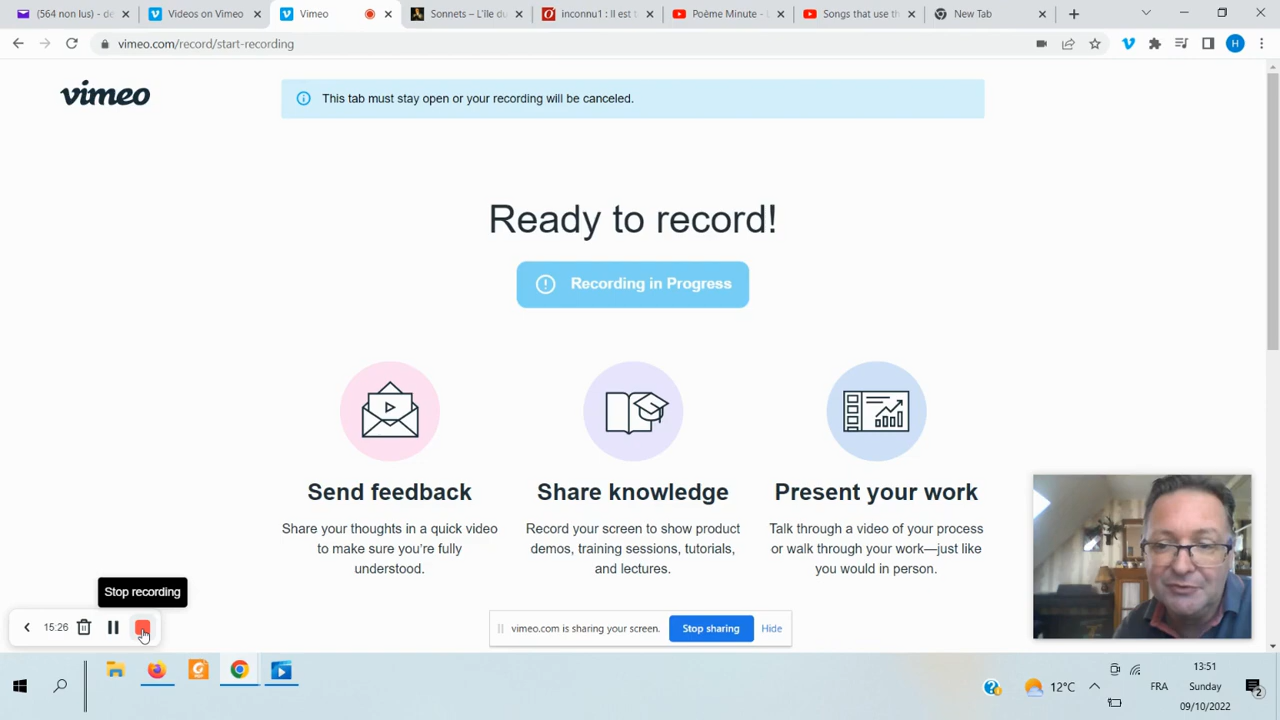 (564 non lus) - de
Videos on Vimeo
Vimeo
Sonnets – L'île du
inconnu1 : Il est t
Poème Minute - L
Songs that use th
New Tab
vimeo.com/record/start-recording
H
vimeo
This tab must stay open or your recording will be canceled.
Ready to record!
Recording in Progress
Send feedback
Share your thoughts in a quick video
to make sure you're fully
understood.
Share knowledge
Record your screen to show product
demos, training sessions, tutorials,
and lectures.
Present your work
Talk through a video of your process
or walk through your work—just like
you would in person.
Stop recording
15:26
vimeo.com is sharing your screen.
Stop sharing
Hide
12°C
FRA
13:51
Sunday
09/10/2022
2